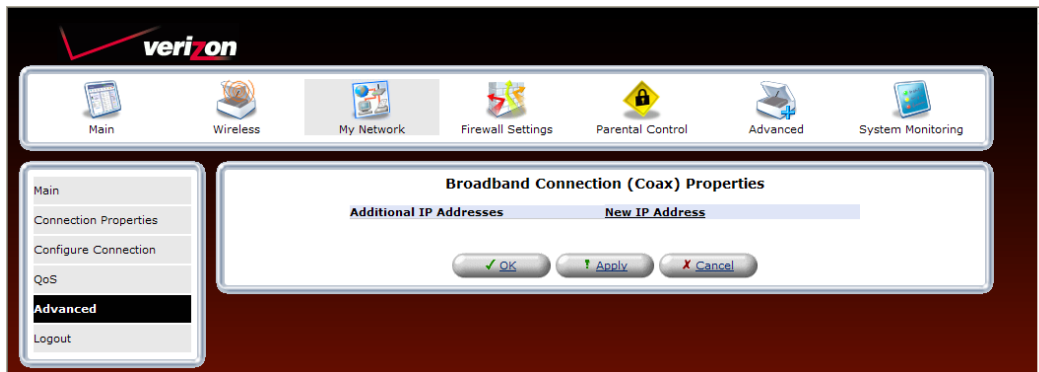 verizon
Main Wireless My Network Firewall Settings Parental Control Advanced System Monitoring
Main
Connection Properties
Configure Connection
QoS
Advanced
Logout
Broadband Connection (Coax) Properties
Additional IP Addresses New IP Address
OK Apply Cancel